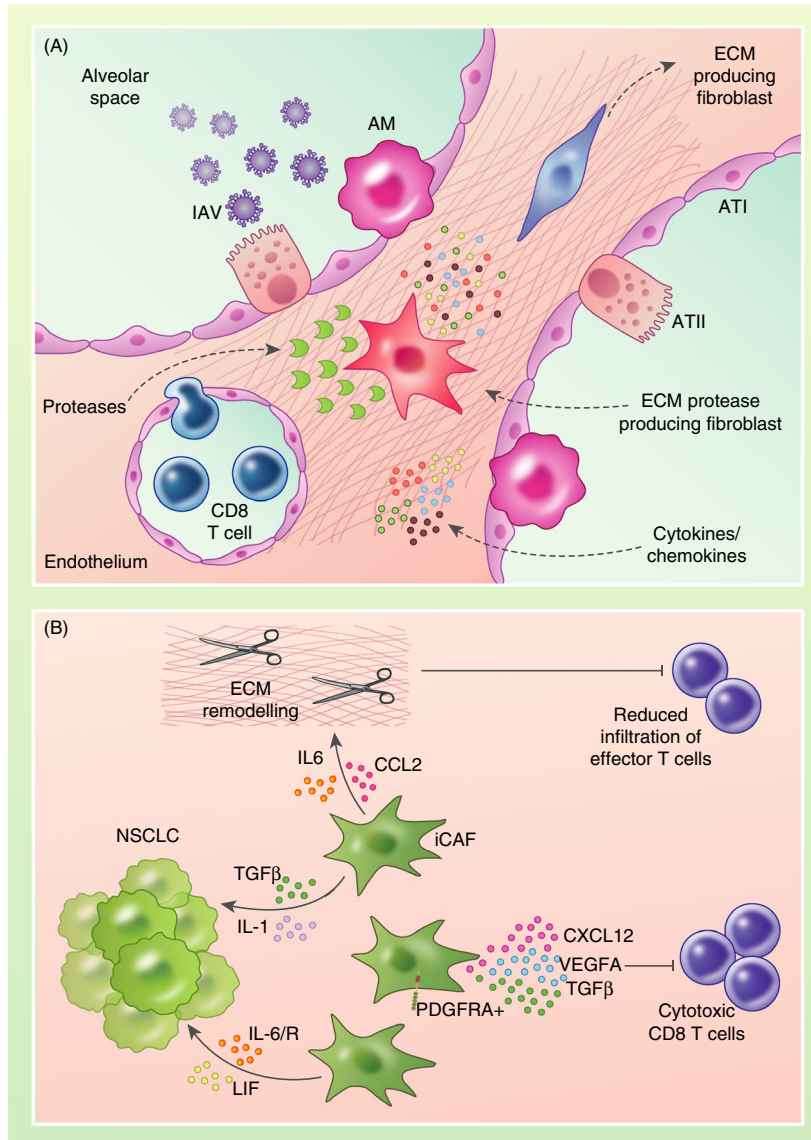 (A)
Alveolar
space
ECM
producing
fibroblast
AM
IAV
ATI
ATII
Proteases
ECM protease
producing fibroblast
CD8
T cell
Cytokines/
chemokines
Endothelium
(B)
ECM
remodelling
Reduced
infiltration of
effector T cells
IL6
CCL2
NSCLC
iCAF
TGFβ
IL-1
CXCL12
VEGFA
TGFβ
PDGFRA+
Cytotoxic
CD8 T cells
IL-6/R
LIF